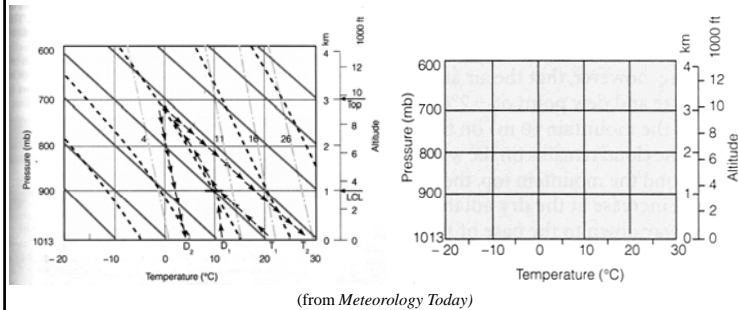 km
1000 ft
600
700
800
900
1013
Pressure (mb)
4
11
16
26
-20
-10
0
10
20
30
D2
D1
T1
T2
Temperature (°C)
4
3
2
1
0
12
10
8
6
4
2
0
Top
LCL
Altitude
km
1000 ft
600
700
800
900
1013
Pressure (mb)
-20
-10
0
10
20
30
Temperature (°C)
4
3
2
1
0
12
10
8
6
4
2
0
Altitude
(from Meteorology Today)